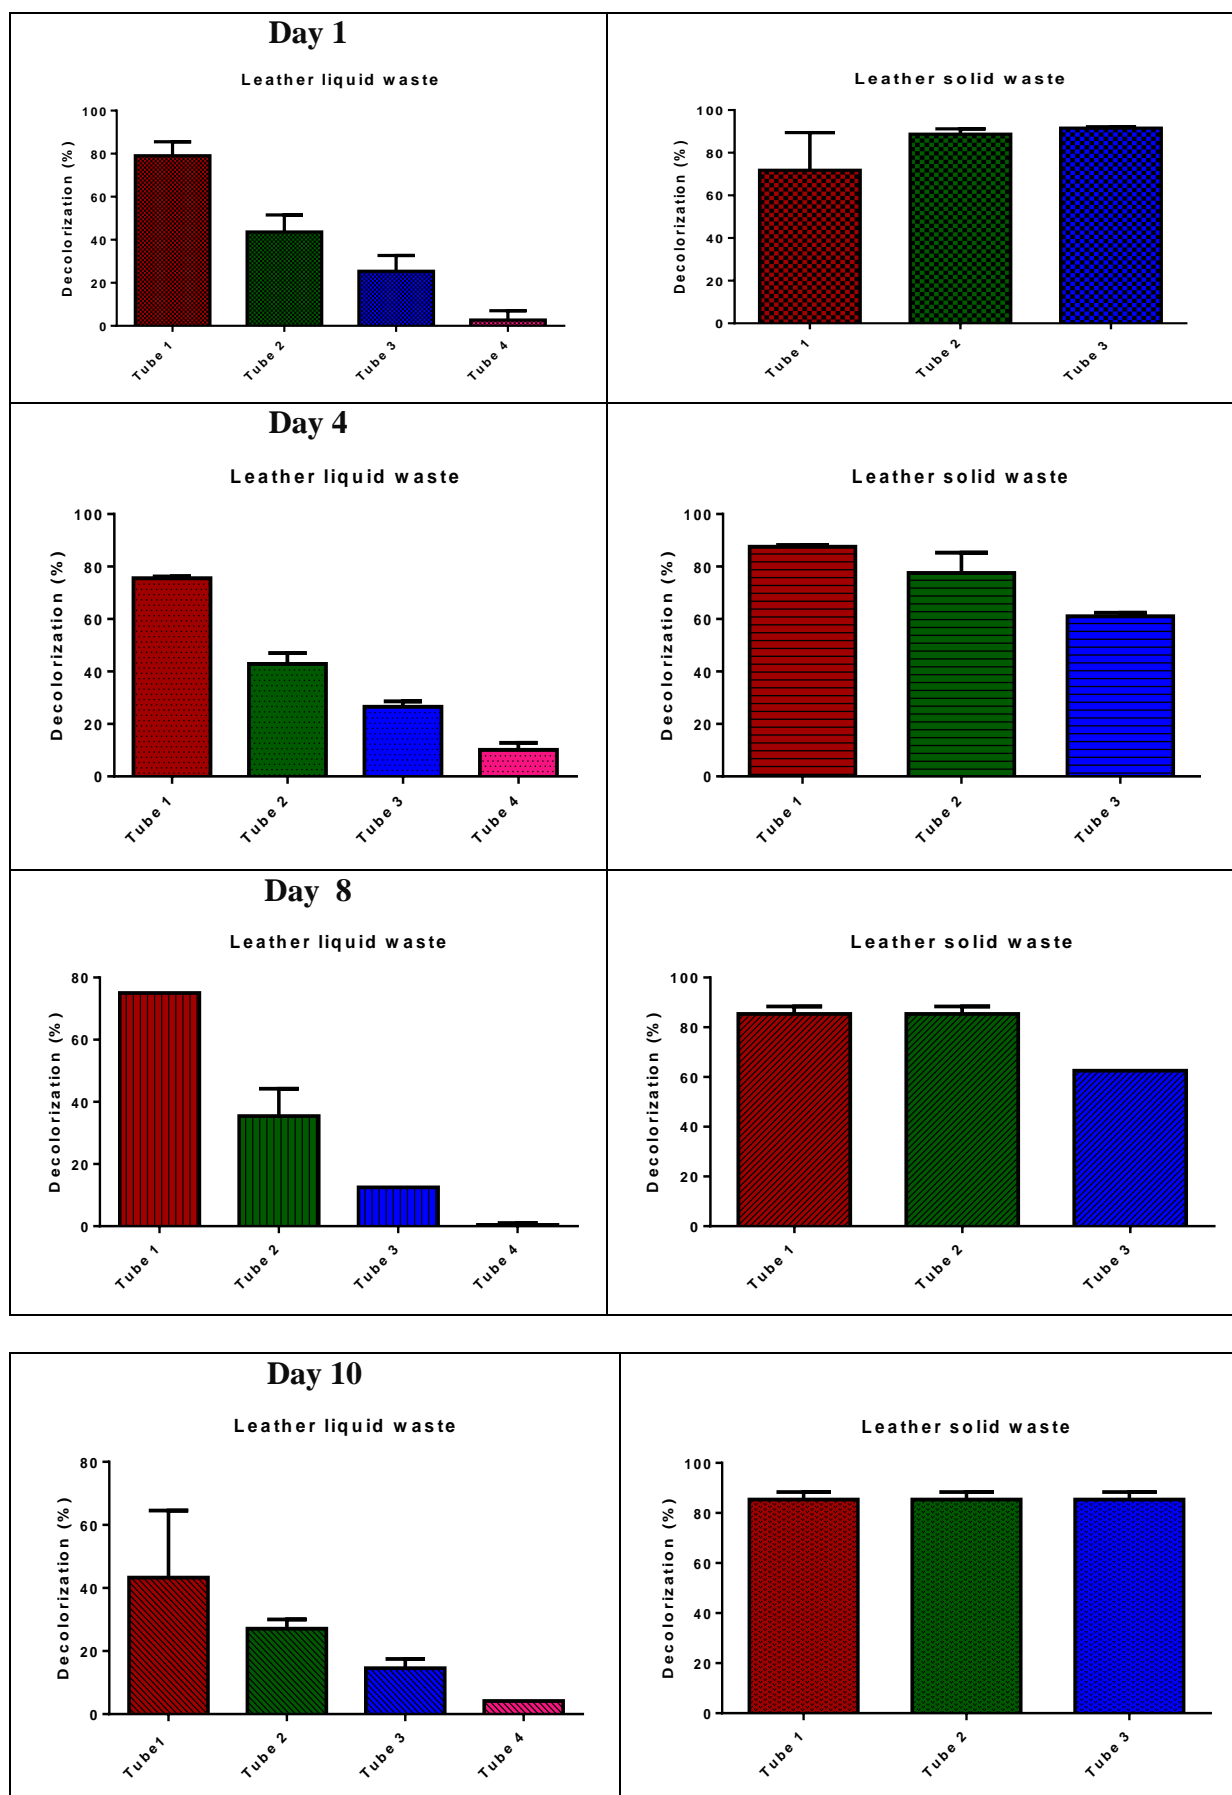 Day 1
Leather liquid waste
Decolorization (%)
100
80
60
40
20
0
Tube 1
Tube 2
Tube 3
Tube 4
Leather solid waste
Decolorization (%)
100
80
60
40
20
0
Tube 1
Tube 2
Tube 3
Day 4
Leather liquid waste
Decolorization (%)
100
80
60
40
20
0
Tube 1
Tube 2
Tube 3
Tube 4
Leather solid waste
Decolorization (%)
100
80
60
40
20
0
Tube 1
Tube 2
Tube 3
Day 8
Leather liquid waste
Decolorization (%)
80
60
40
20
0
Tube 1
Tube 2
Tube 3
Tube 4
Leather solid waste
Decolorization (%)
100
80
60
40
20
0
Tube 1
Tube 2
Tube 3
Day 10
Leather liquid waste
Decolorization (%)
80
60
40
20
0
Tube1
Tube 2
Tube 3
Tube 4
Leather solid waste
Decolorization (%)
100
80
60
40
20
0
Tube 1
Tube 2
Tube 3